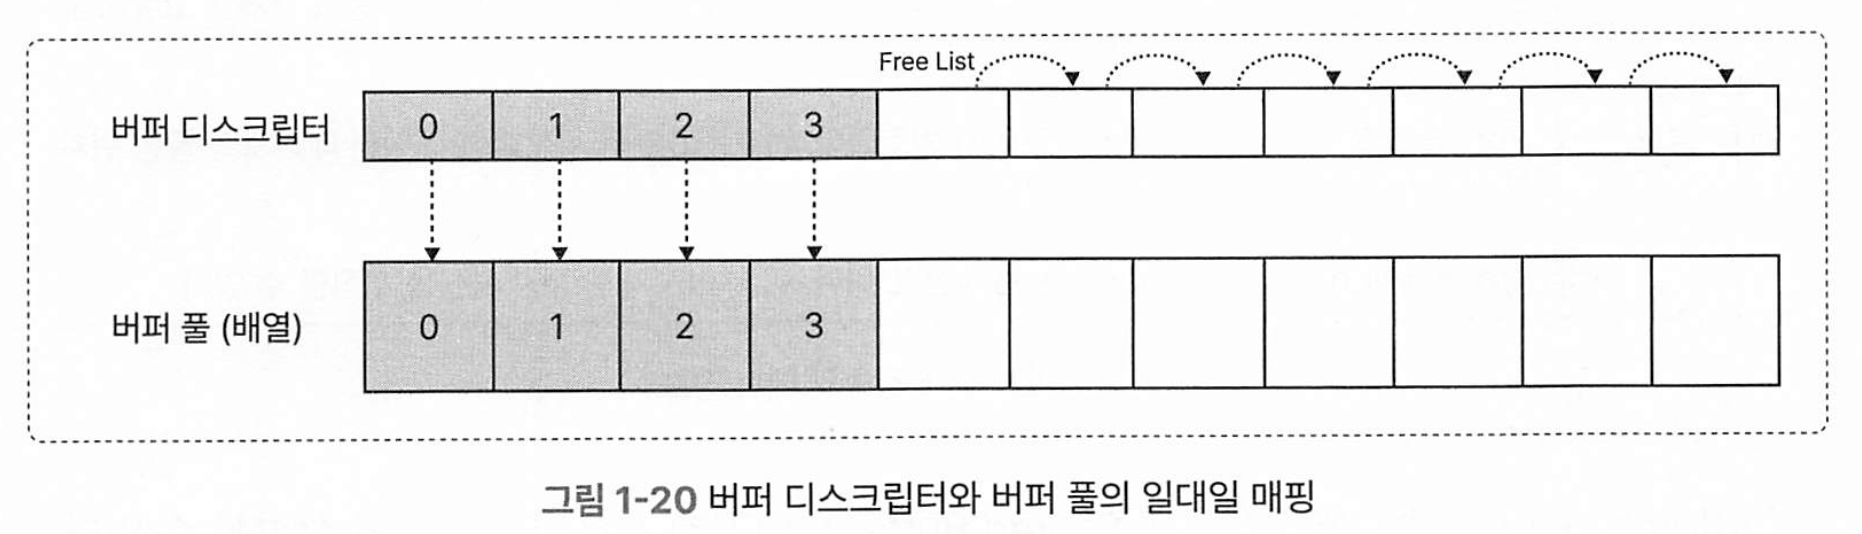 Free List
버퍼 디스크립터 0 1 2 3
버퍼 풀 (배열) 0 1 2 3
그림 1-20 버퍼 디스크립터와 버퍼 풀의 일대일 매핑